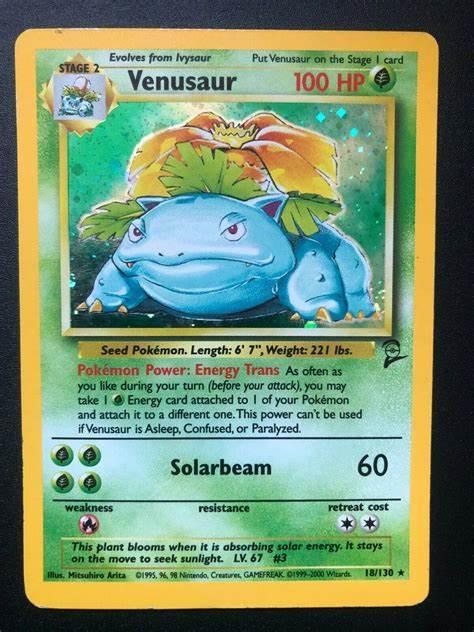 Evolves from Ivysaur Put Venusaur on the Stage 1 card
STAGE 2 Venusaur 100 HP
Seed Pokémon. Length: 6' 7", Weight: 221 lbs.
Pokémon Power: Energy Trans As often as
you like during your turn (before your attack), you may
take 1 Energy card attached to 1 of your Pokémon
and attach it to a different one. This power can't be used
if Venusaur is Asleep, Confused, or Paralyzed.
Solarbeam 60
weakness resistance retreat cost
This plant blooms when it is absorbing solar energy. It stays
on the move to seek sunlight. LV. 67 #3
Illus. Mitsuhiro Arita ©1995, 96, 98 Nintendo, Creatures, GAMEFREAK. ©1999-2000 Wizards. 18/130 ★